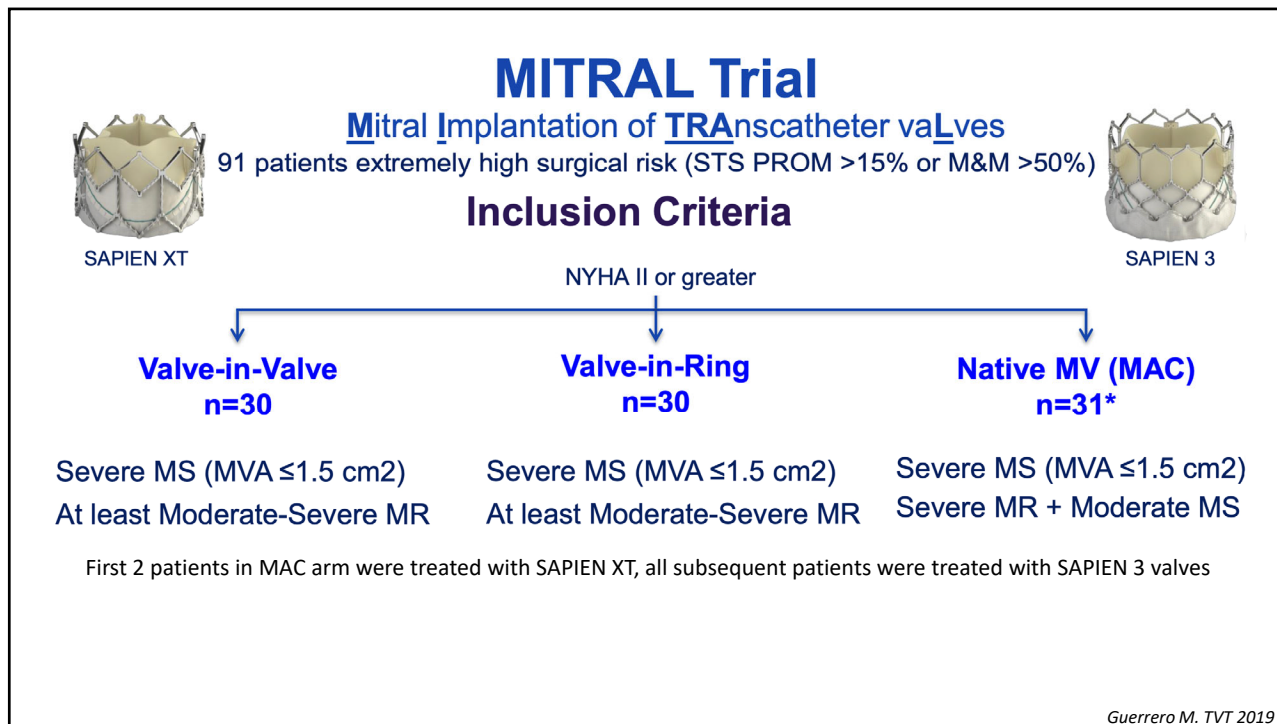 MITRAL Trial
Mitral Implantation of TRAnscatheter vaLves
91 patients extremely high surgical risk (STS PROM >15% or M&M >50%)
Inclusion Criteria
SAPIEN XT
SAPIEN 3
NYHA II or greater
Valve-in-Valve
n=30
Valve-in-Ring
n=30
Native MV (MAC)
n=31*
Severe MS (MVA ≤1.5 cm2)
At least Moderate-Severe MR
Severe MS (MVA ≤1.5 cm2)
At least Moderate-Severe MR
Severe MS (MVA ≤1.5 cm2)
Severe MR + Moderate MS
First 2 patients in MAC arm were treated with SAPIEN XT, all subsequent patients were treated with SAPIEN 3 valves
Guerrero M. TVT 2019